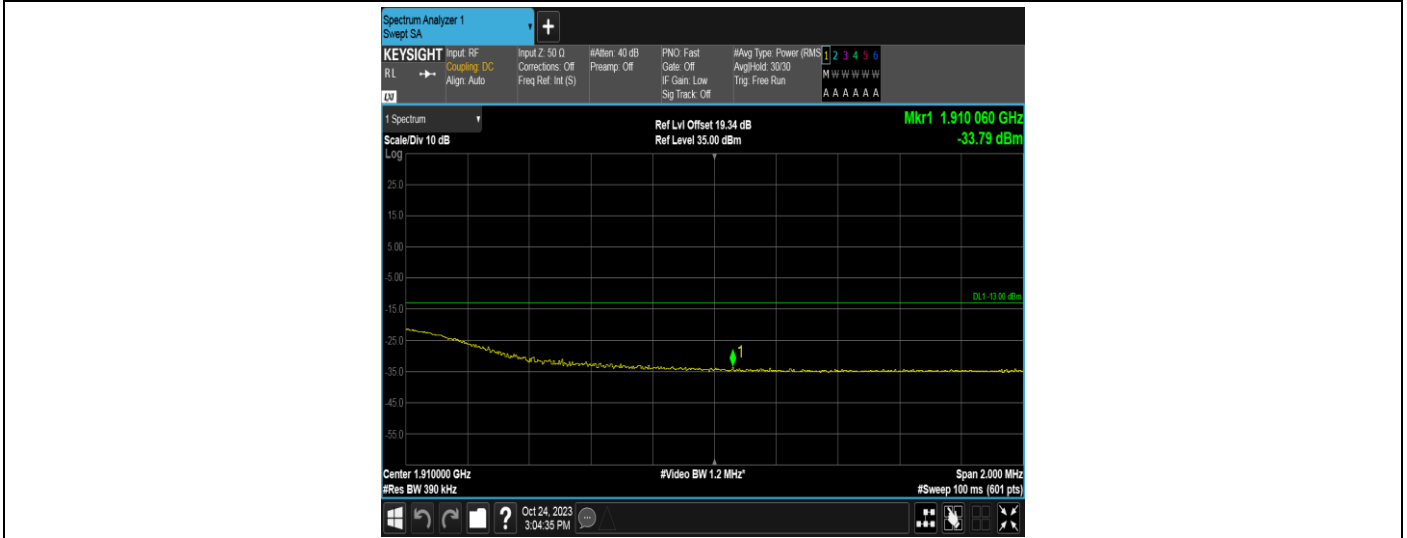 Spectrum Analyzer 1
Swept SA
+
KEYSIGHT Input: RF Input Z: 50 Ω #Atten: 40 dB PNO: Fast #Avg Type: Power (RMS 1 2 3 4 5 6
RL Coupling: DC Corrections: Off Preamp: Off Gate: Off Avg|Hold: 30/30 M W W W W W
Align: Auto Freq Ref: Int (S) IF Gain: Low Trig: Free Run
LXI Sig Track: Off A A A A A A
1 Spectrum Ref Lvl Offset 19.34 dB Mkr1 1.910 060 GHz
Scale/Div 10 dB Ref Level 35.00 dBm -33.79 dBm
Log
25.0
15.0
5.00
-5.00
DL1 -13.00 dBm
-15.0
-25.0
1
-35.0
-45.0
-55.0
Center 1.910000 GHz #Video BW 1.2 MHz* Span 2.000 MHz
#Res BW 390 kHz #Sweep 100 ms (601 pts)
? Oct 24, 2023
3:04:35 PM